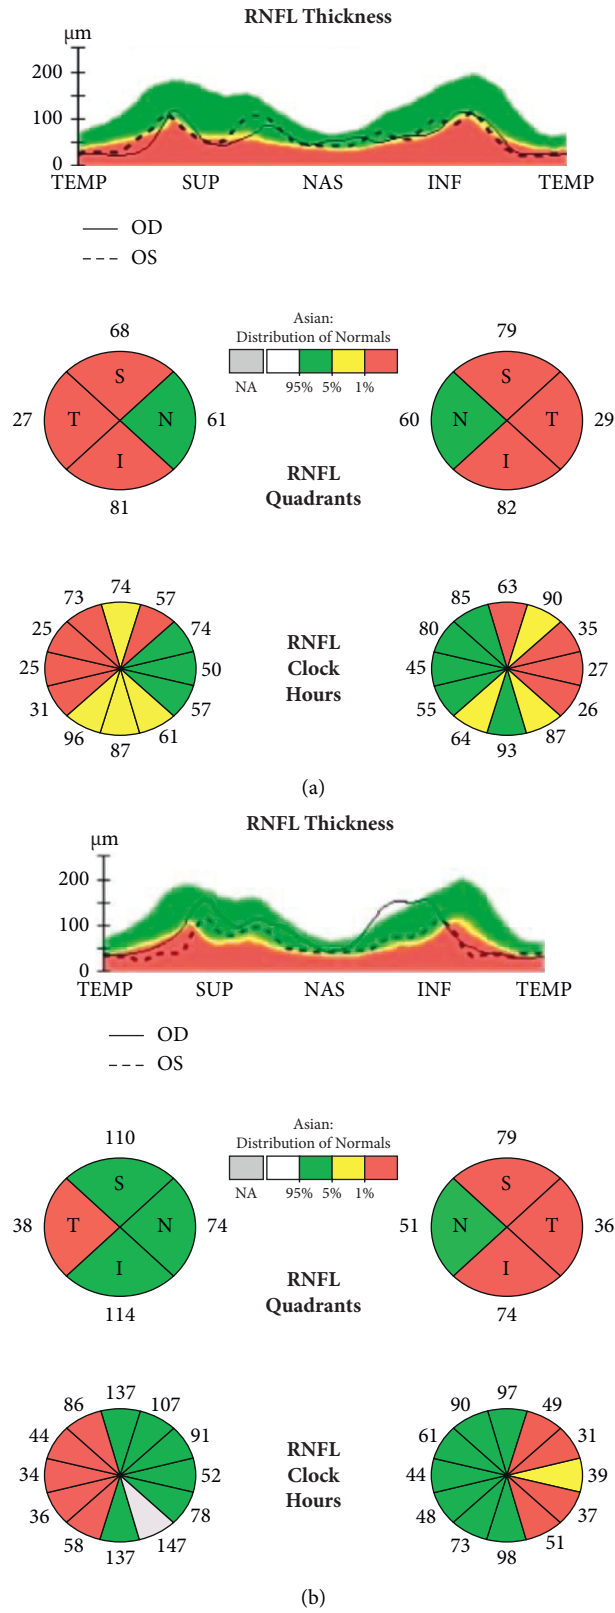 RNFL Thickness
µm
200
100
0
TEMP SUP NAS INF TEMP
OD
OS
Asian:
Distribution of Normals
NA 95% 5% 1%
68
S
27 T N 61
I
81
79
S
60 N T 29
I
82
RNFL
Quadrants
74
73 57
25 74
25 50
31 57
96 61
87
RNFL
Clock
Hours
63
85 90
80 35
45 27
55 26
64 87
93
(a)
RNFL Thickness
µm
200
100
0
TEMP SUP NAS INF TEMP
OD
OS
Asian:
Distribution of Normals
NA 95% 5% 1%
110
S
38 T N 74
I
114
79
S
51 N T 36
I
74
RNFL
Quadrants
137
86 107
44 91
34 52
36 78
58 147
137
RNFL
Clock
Hours
97
90 49
61 31
44 39
48 37
73 51
98
(b)